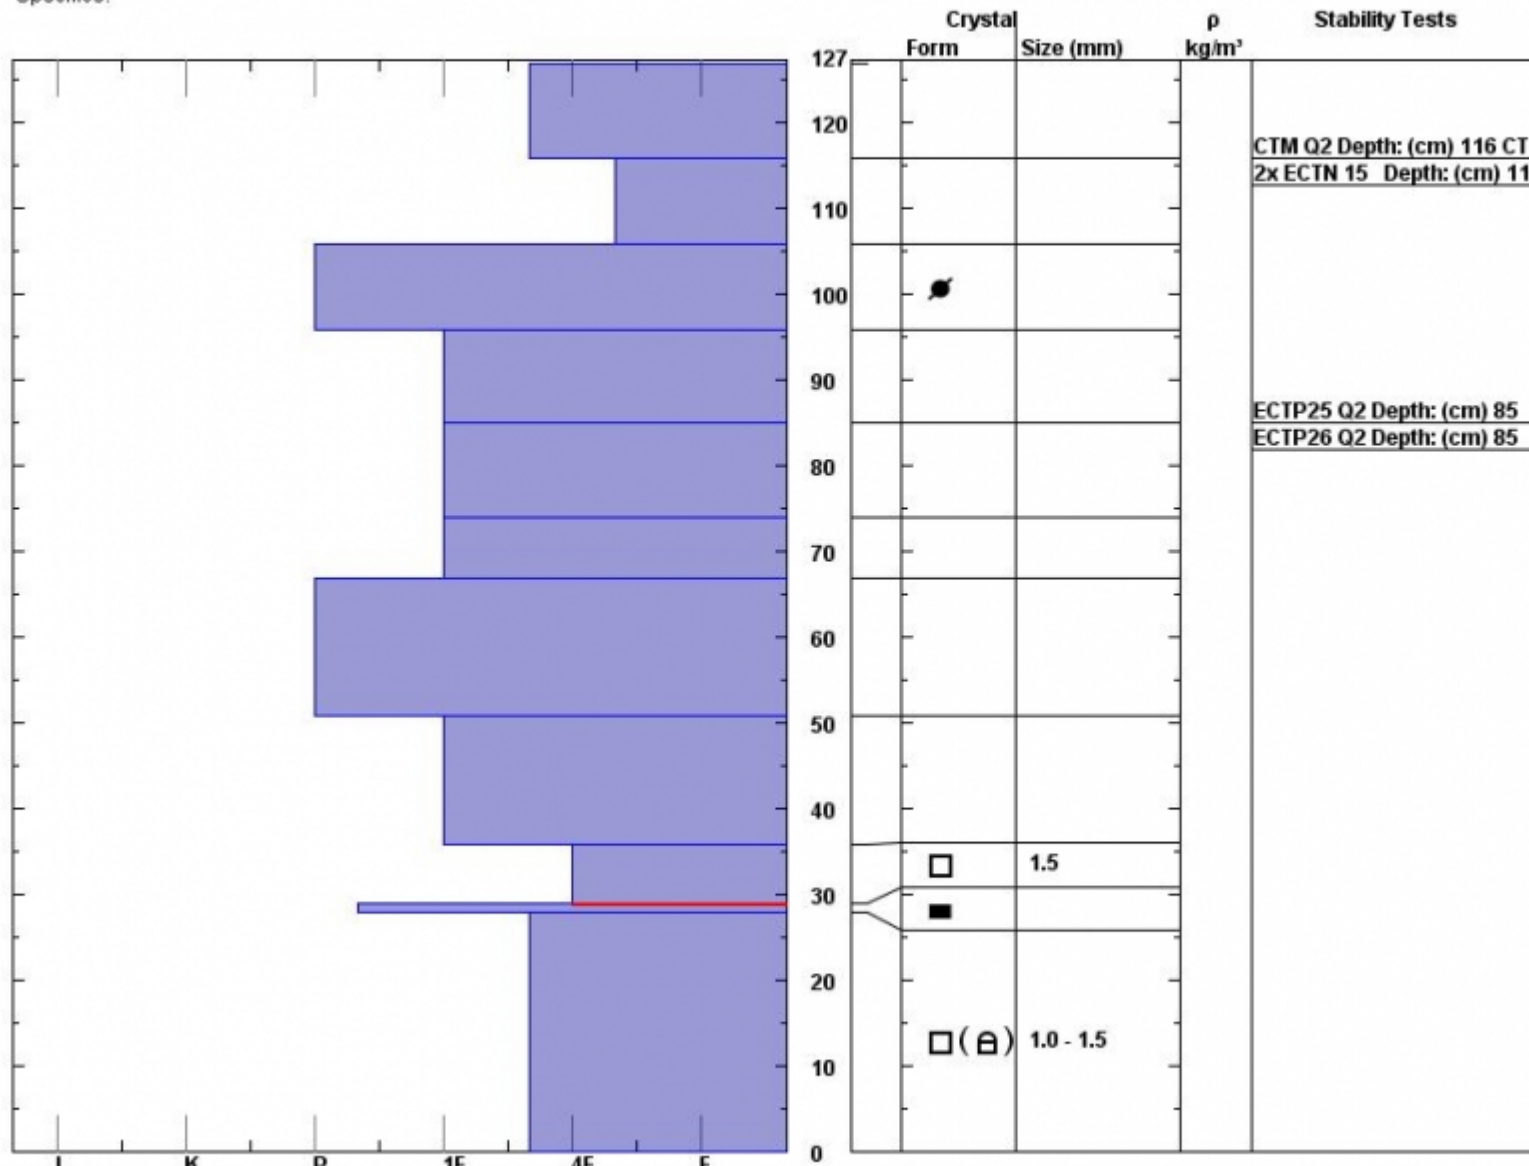 Crystal ρ Stability Tests
Form Size (mm) kg/m³
127
120
CTM Q2 Depth: (cm) 116 CT
2x ECTN 15 Depth: (cm) 11
110
100
90
ECTP25 Q2 Depth: (cm) 85
ECTP26 Q2 Depth: (cm) 85
80
70
60
50
40
1.5
30
20
( ) 1.0 - 1.5
10
0
I K P 1F 4F F